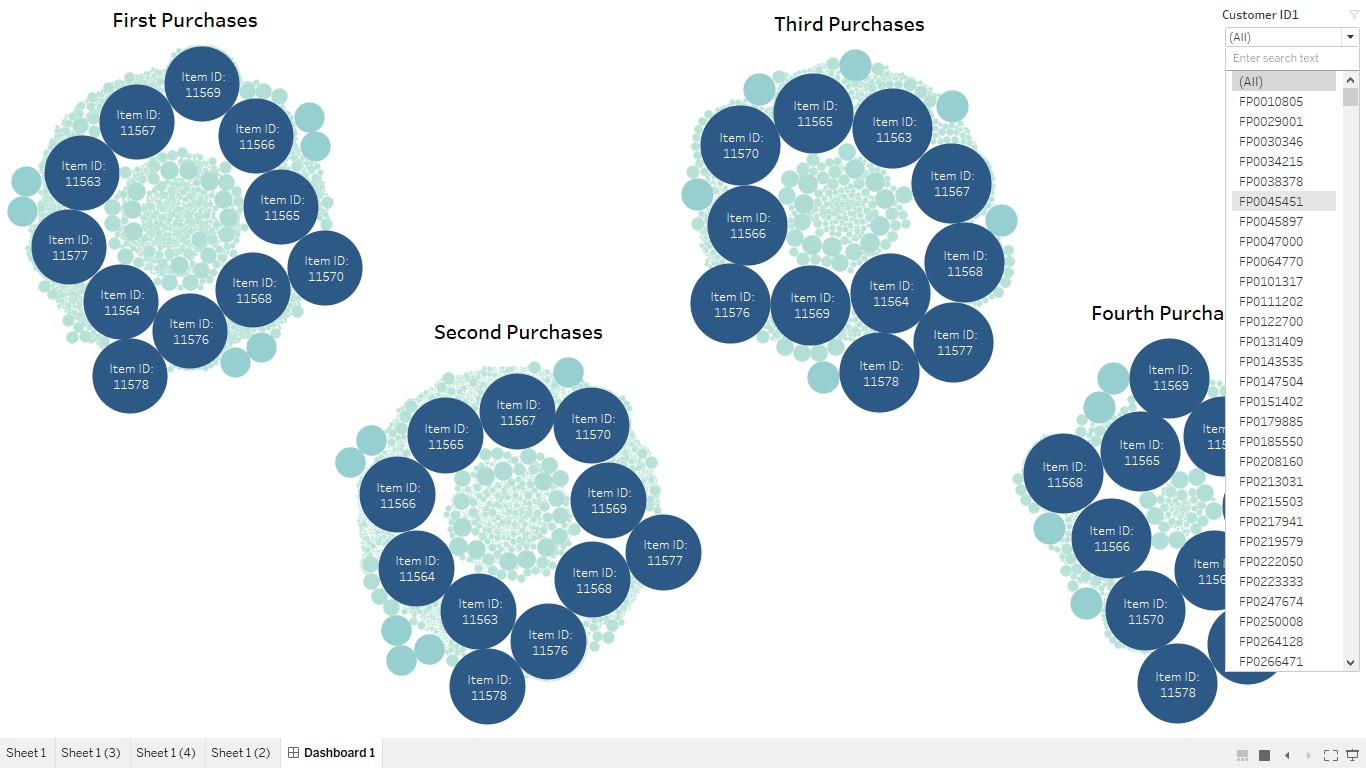 First Purchases
Item ID:
11569
Item ID:
11567
Item ID:
11566
Item ID:
11563
Item ID:
11565
Item ID:
11577
Item ID:
11570
Item ID:
11568
Item ID:
11564
Item ID:
11576
Item ID:
11578
Second Purchases
Item ID:
11567
Item ID:
11570
Item ID:
11565
Item ID:
11566
Item ID:
11569
Item ID:
11577
Item ID:
11564
Item ID:
11568
Item ID:
11563
Item ID:
11576
Item ID:
11578
Third Purchases
Item ID:
11565
Item ID:
11563
Item ID:
11570
Item ID:
11567
Item ID:
11566
Item ID:
11568
Item ID:
11564
Item ID:
11576
Item ID:
11569
Item ID:
11577
Item ID:
11578
Fourth Purcha
Item ID:
11569
Item ID:
11565
Item ID:
11568
Item ID:
11566
Item ID:
11570
Item ID:
11578
Customer ID1
(All)
Enter search text
(All)
FP0010805
FP0029001
FP0030346
FP0034215
FP0038378
FP0045451
FP0045897
FP0047000
FP0064770
FP0101317
FP0111202
FP0122700
FP0131409
FP0143535
FP0147504
FP0151402
FP0179885
FP0185550
FP0208160
FP0213031
FP0215503
FP0217941
FP0219579
FP0222050
FP0223333
FP0247674
FP0250008
FP0264128
FP0266471
Sheet 1
Sheet 1 (3)
Sheet 1 (4)
Sheet 1 (2)
Dashboard 1